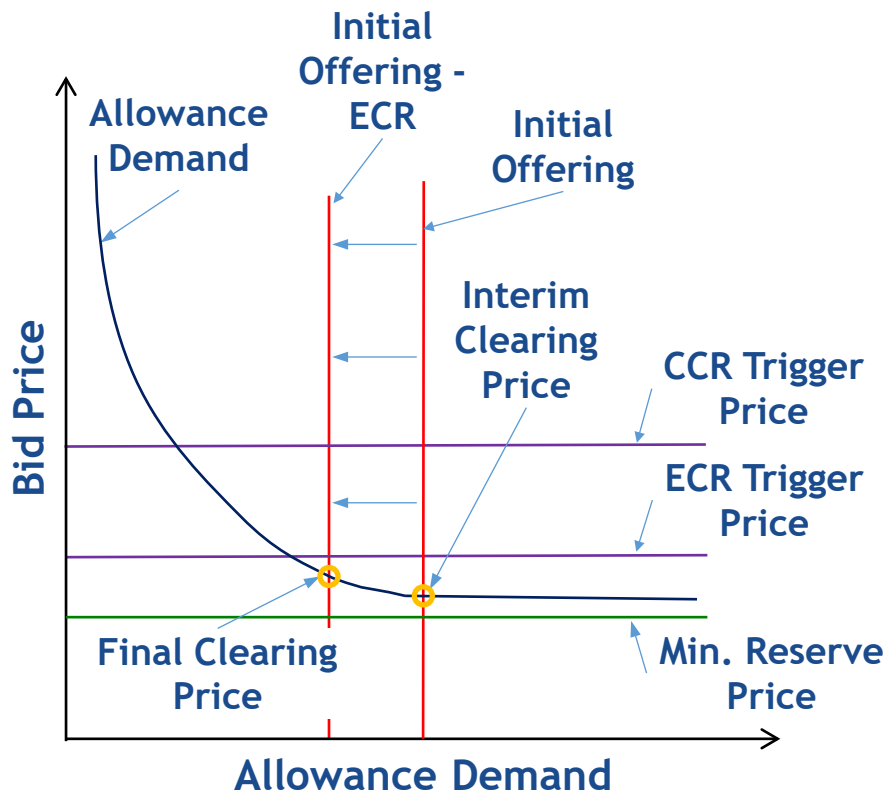 Initial
Offering -
ECR
Allowance
Demand
Initial
Offering
Interim
Clearing
Price
CCR Trigger
Price
ECR Trigger
Price
Bid Price
Final Clearing
Price
Min. Reserve
Price
Allowance Demand